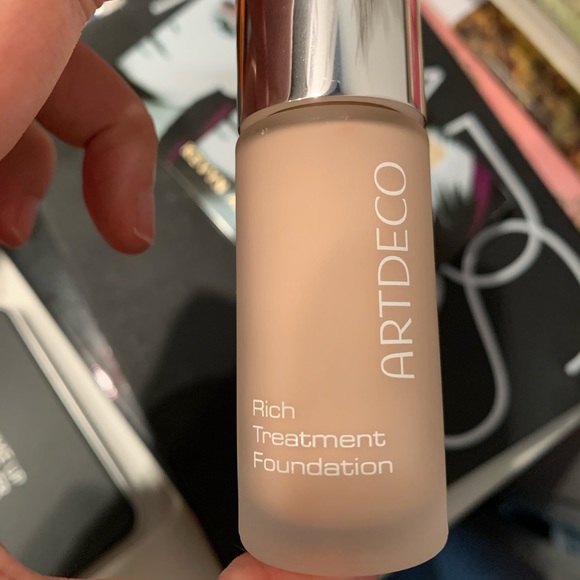 ARTDECO
Rich
Treatment
Foundation